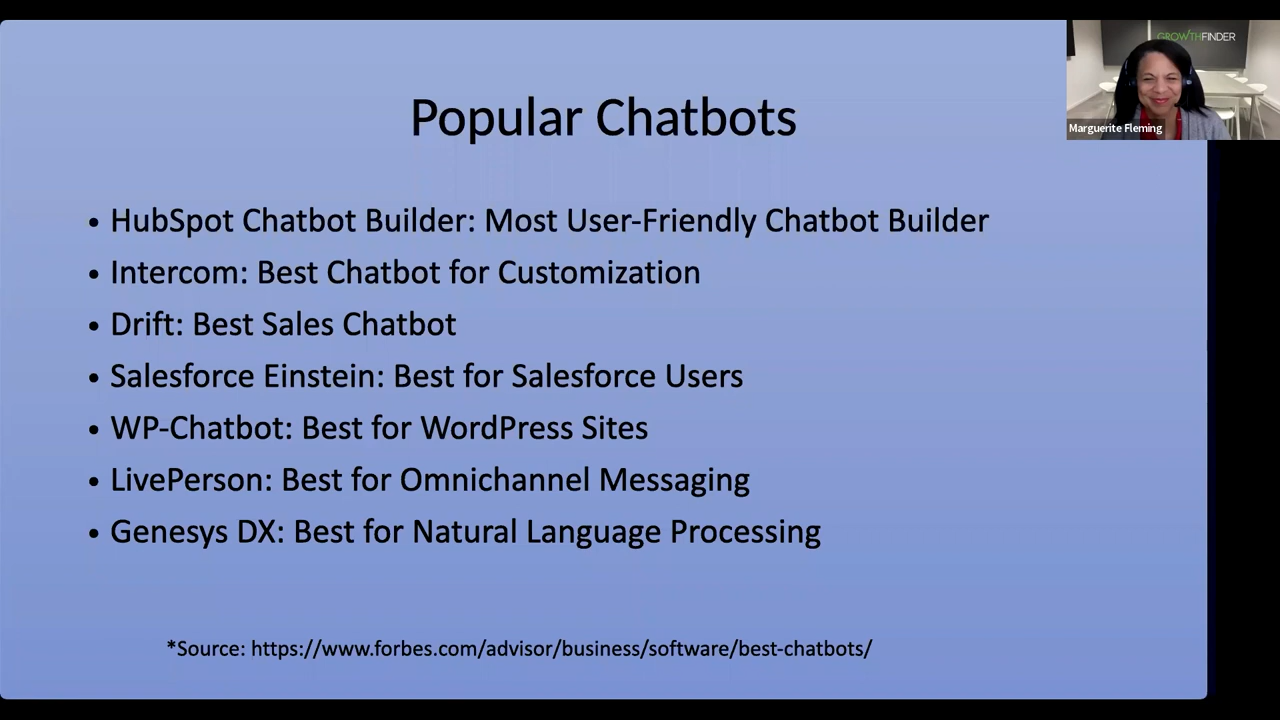 GROWTHFINDER
Marguerite Fleming
Popular Chatbots
• HubSpot Chatbot Builder: Most User-Friendly Chatbot Builder
• Intercom: Best Chatbot for Customization
• Drift: Best Sales Chatbot
• Salesforce Einstein: Best for Salesforce Users
• WP-Chatbot: Best for WordPress Sites
• LivePerson: Best for Omnichannel Messaging
• Genesys DX: Best for Natural Language Processing
*Source: https://www.forbes.com/advisor/business/software/best-chatbots/